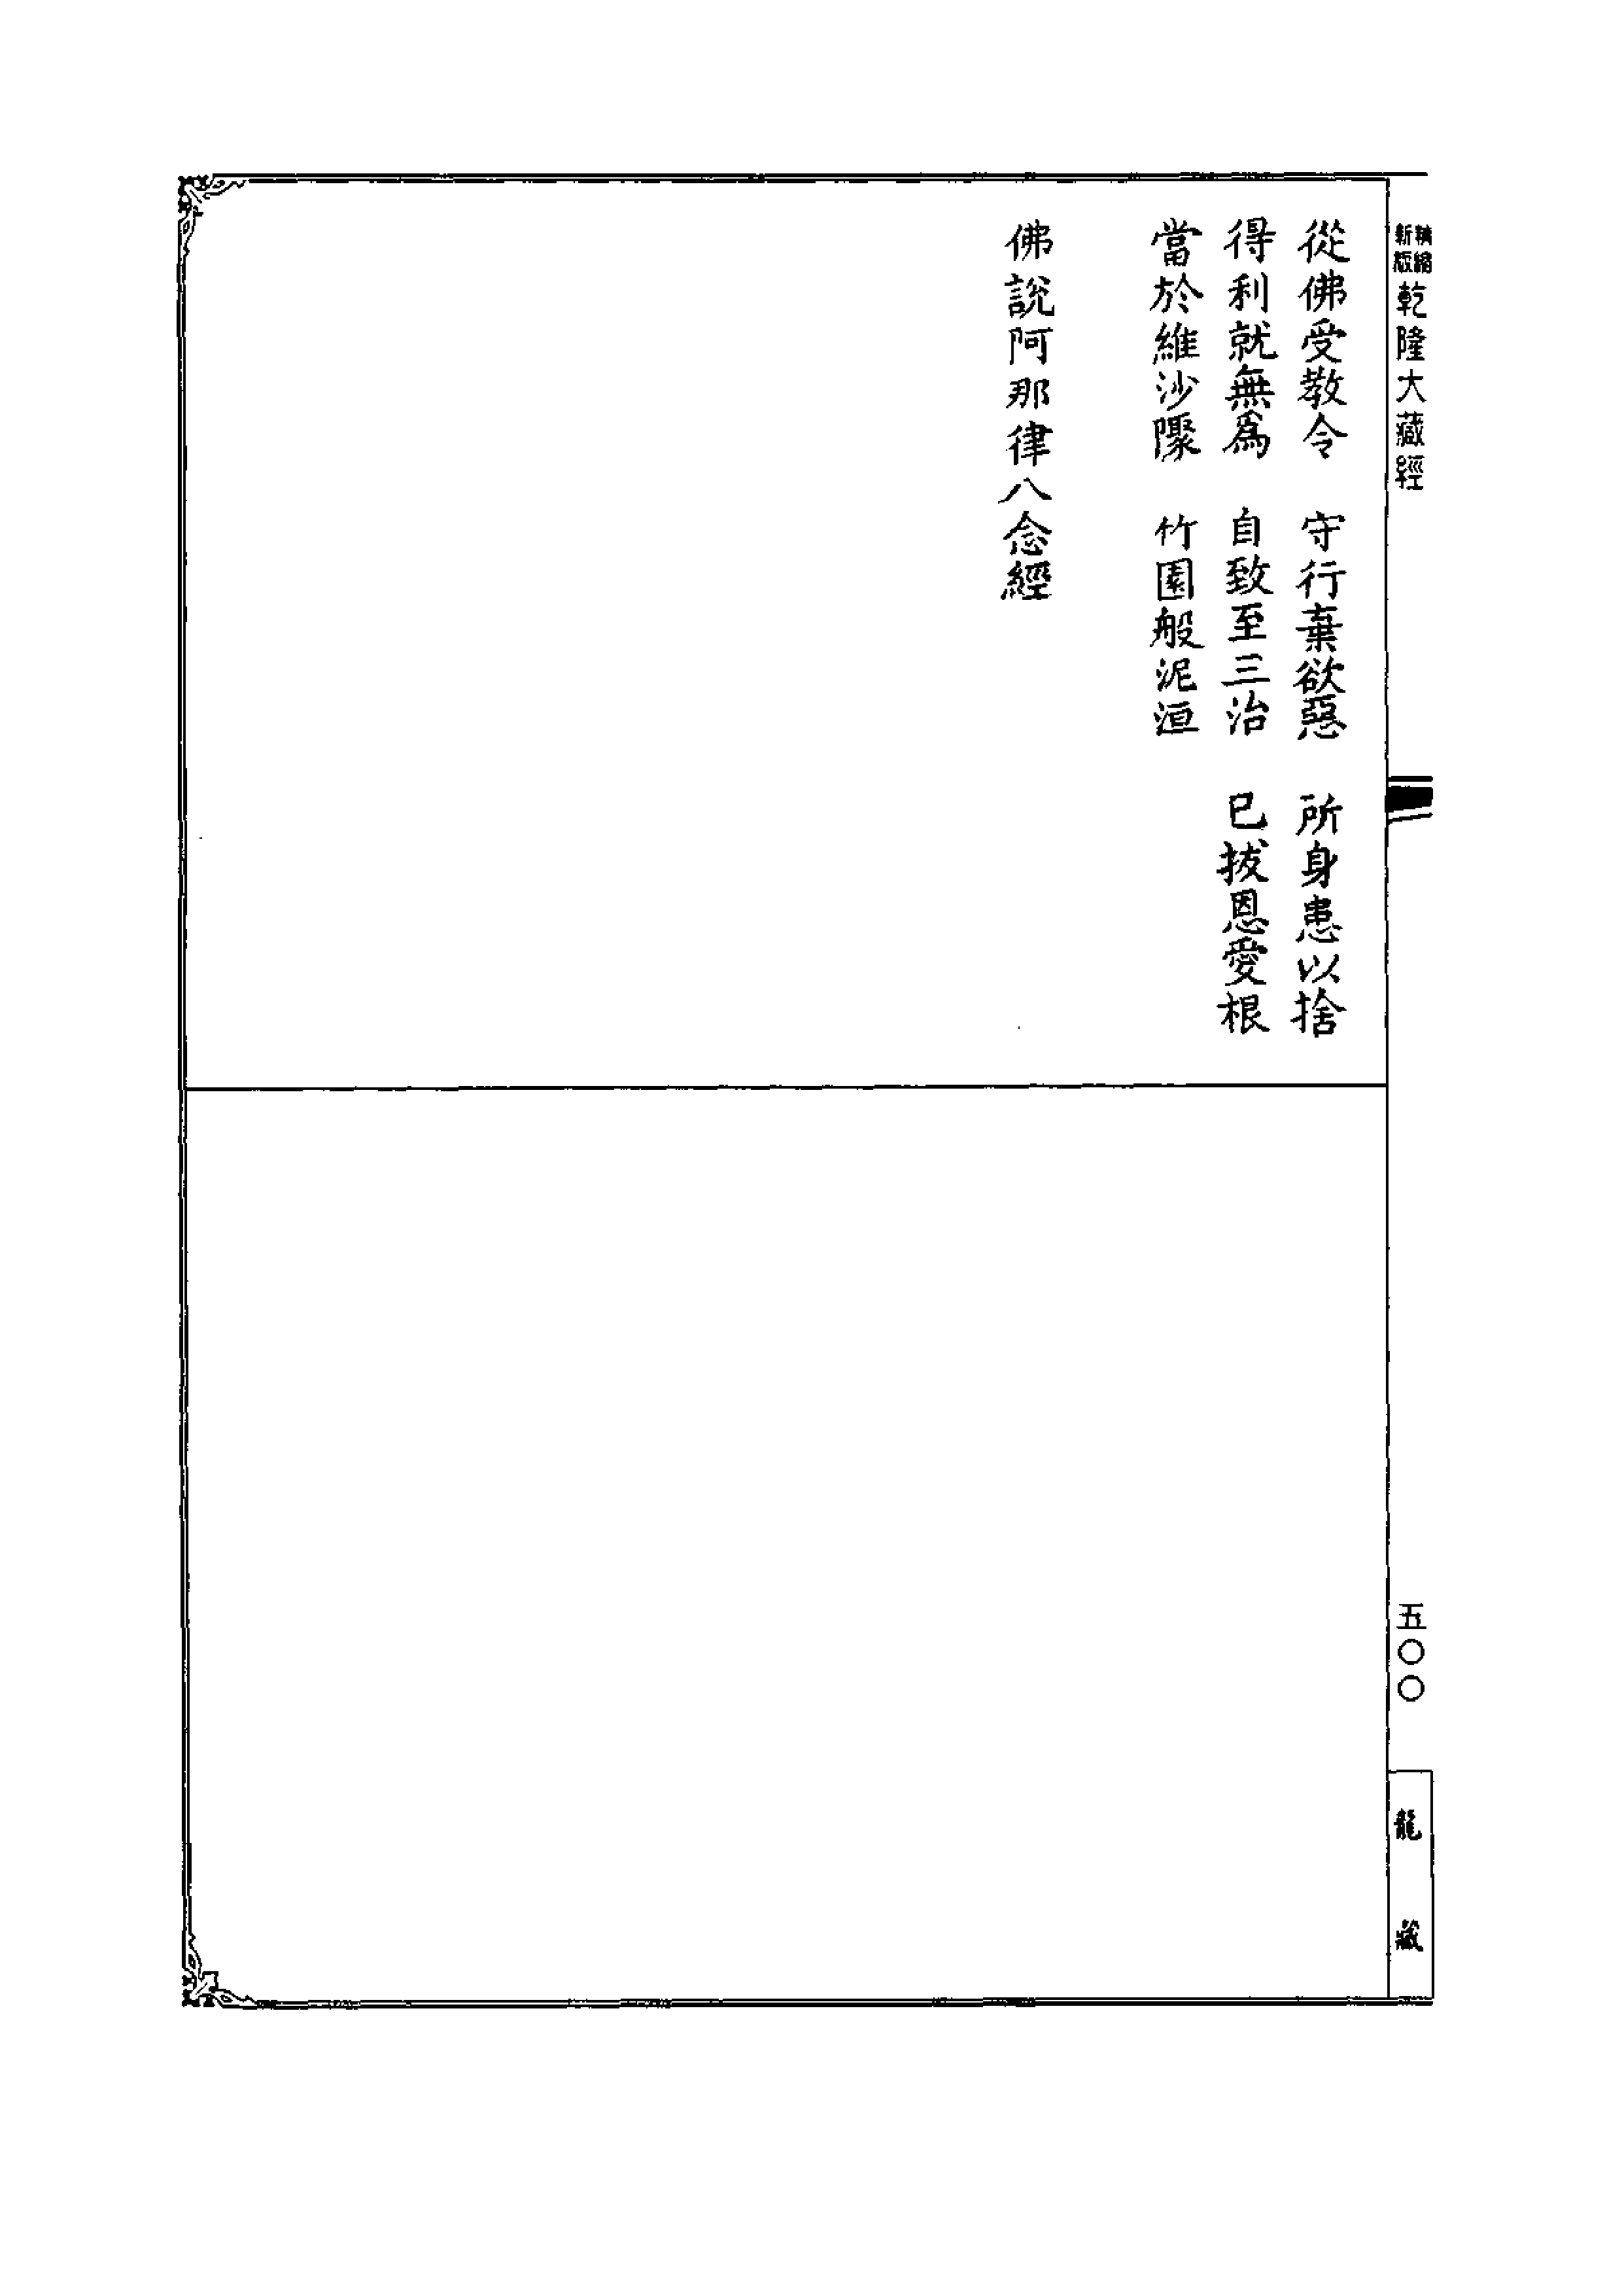 新版精縮乾隆大藏經
五〇〇
龍藏
從佛受教令　守行棄欲惡　所身患以捨
得利就無為　自致至三治　已拔恩愛根
當於維沙隟　竹園般泥洹
佛說阿那律八念經